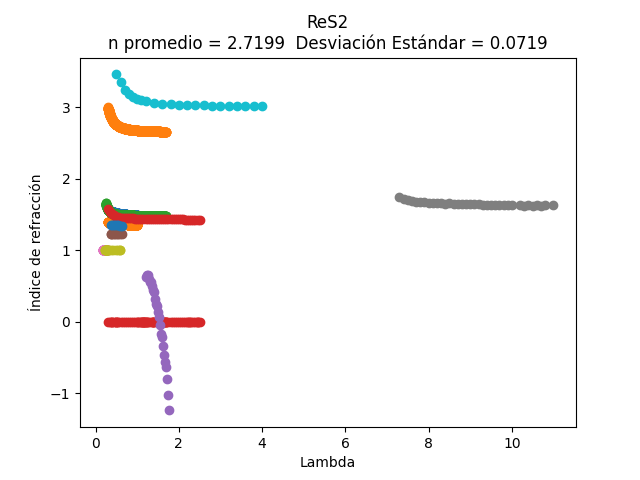 ReS2
n promedio = 2.7199  Desviación Estándar = 0.0719
3
2
1
0
−1
Índice de refracción
0
2
4
6
8
10
Lambda